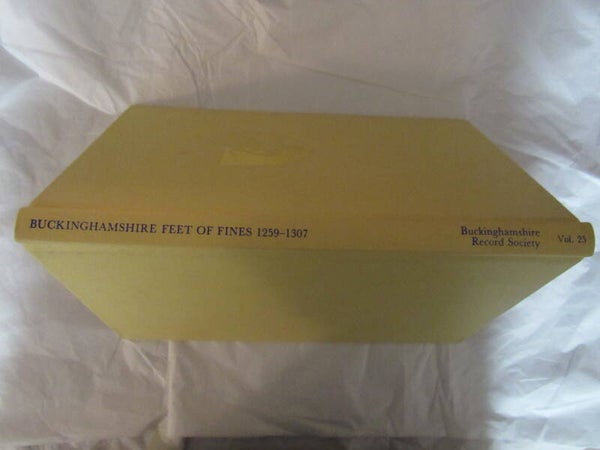 BUCKINGHAMSHIRE FEET OF FINES 1259–1307
Buckinghamshire
Record Society
Vol. 25